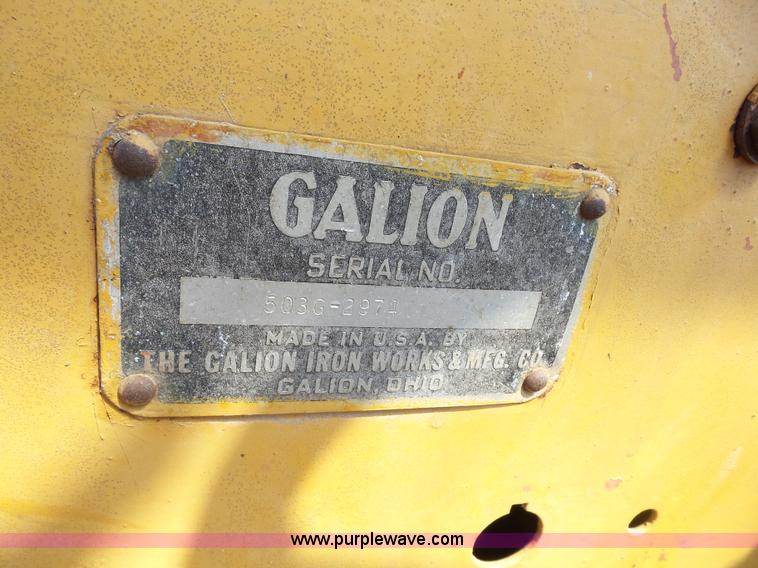 GALION
SERIAL NO.
503G-2974
MADE IN U.S.A. BY
THE GALION IRON WORKS & MFG. CO.
GALION, OHIO
www.purplewave.com